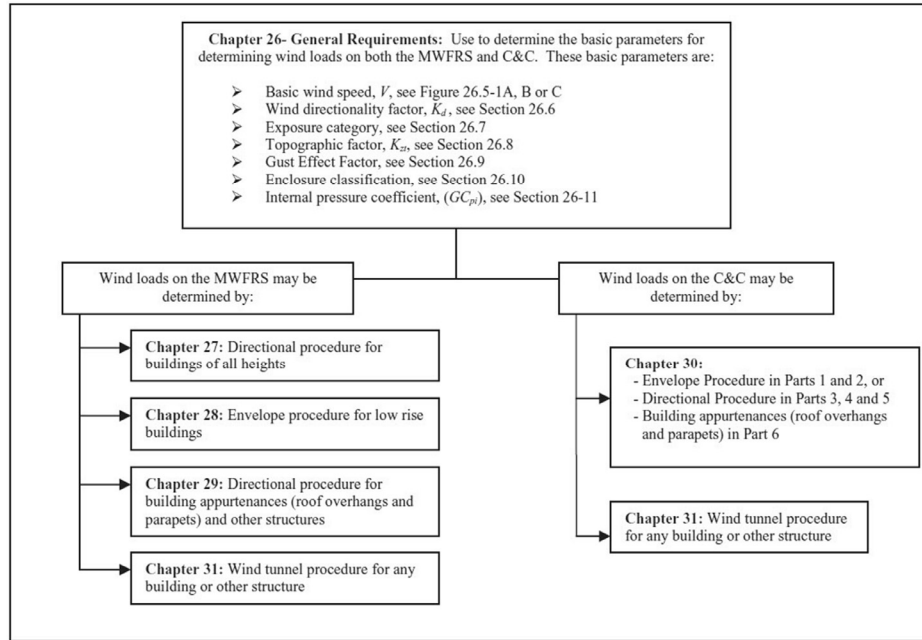 Chapter 26- General Requirements: Use to determine the basic parameters for
determining wind loads on both the MWFRS and C&C. These basic parameters are:
➢ Basic wind speed, V, see Figure 26.5-1A, B or C
➢ Wind directionality factor, Kd , see Section 26.6
➢ Exposure category, see Section 26.7
➢ Topographic factor, Kzt, see Section 26.8
➢ Gust Effect Factor, see Section 26.9
➢ Enclosure classification, see Section 26.10
➢ Internal pressure coefficient, (GCpi), see Section 26-11
Wind loads on the MWFRS may be
determined by:
Chapter 27: Directional procedure for
buildings of all heights
Chapter 28: Envelope procedure for low rise
buildings
Chapter 29: Directional procedure for
building appurtenances (roof overhangs and
parapets) and other structures
Chapter 31: Wind tunnel procedure for any
building or other structure
Wind loads on the C&C may be
determined by:
Chapter 30:
- Envelope Procedure in Parts 1 and 2, or
- Directional Procedure in Parts 3, 4 and 5
- Building appurtenances (roof overhangs
and parapets) in Part 6
Chapter 31: Wind tunnel procedure
for any building or other structure